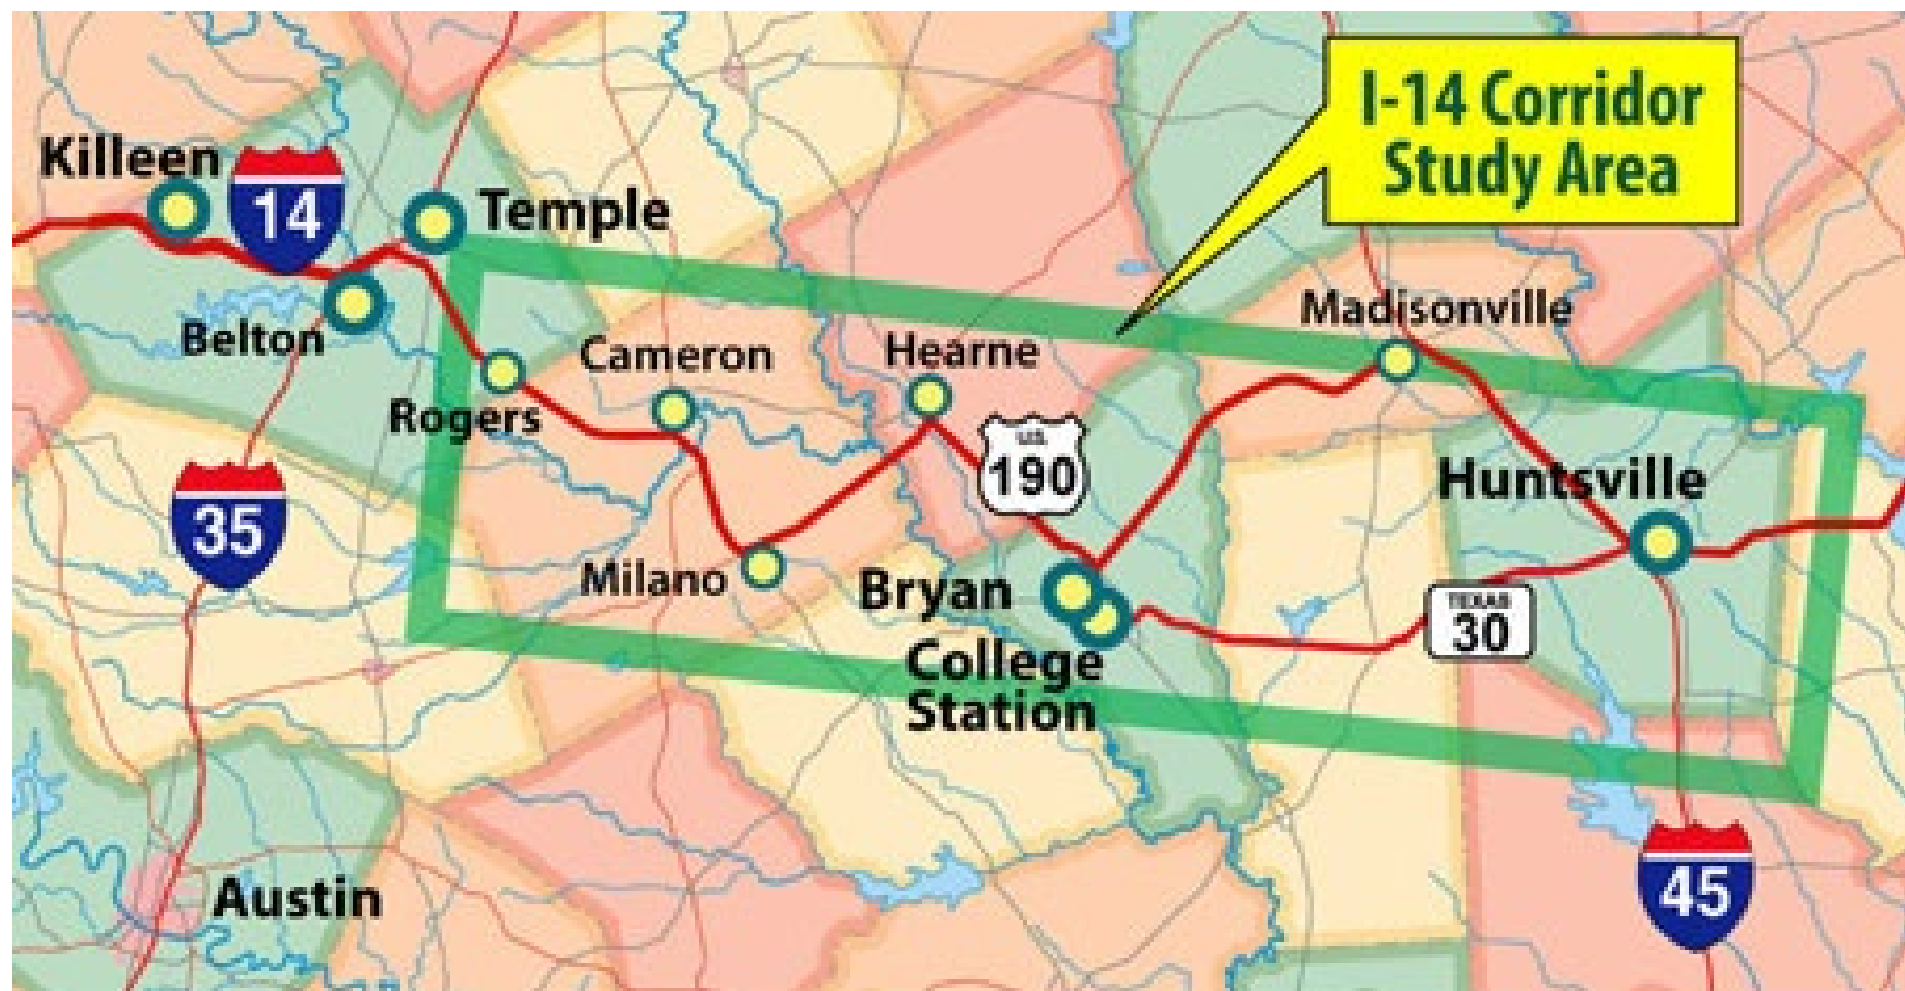 I-14 Corridor
Study Area
Killeen
14
Temple
Belton
Rogers
Cameron
Hearne
Madisonville
U.S.
190
Huntsville
35
Milano
Bryan
College
Station
TEXAS
30
Austin
45